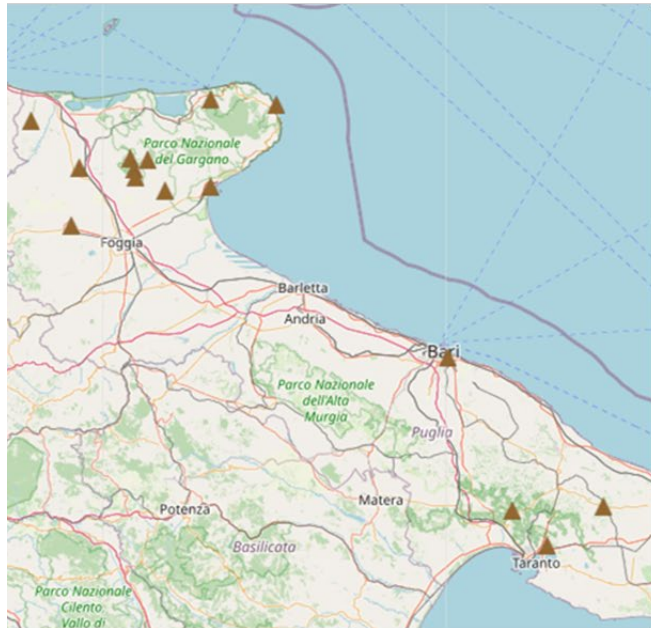 Parco Nazionale
del Gargano
Foggia
Barletta
Andria
Bari
Parco Nazionale
dell'Alta
Murgia
Puglia
Matera
Potenza
Basilicata
Taranto
Parco Nazionale
Cilento
Vallo di